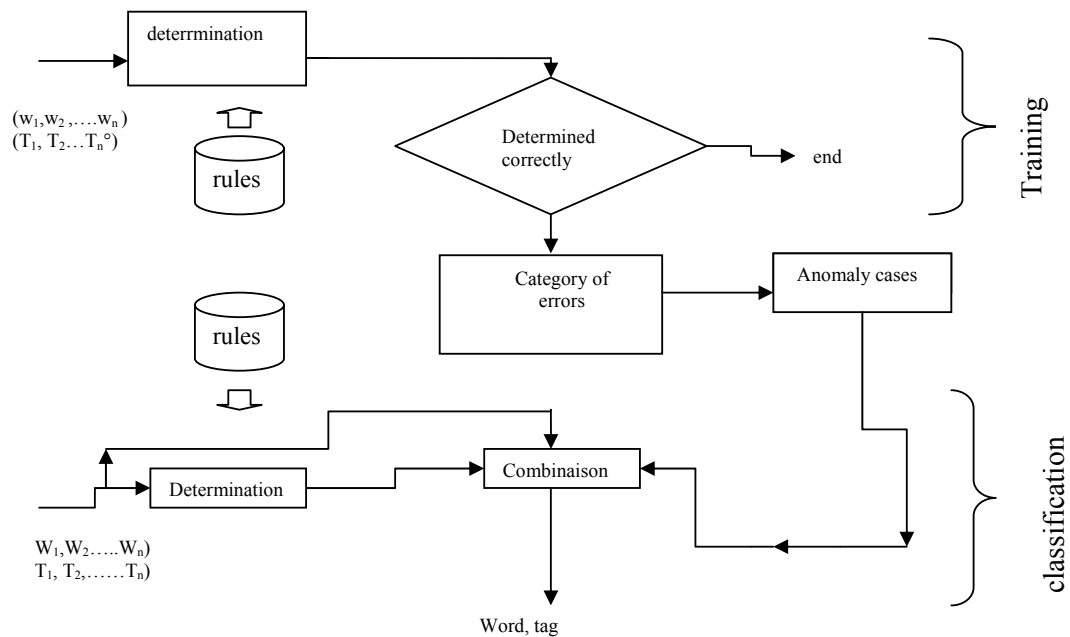 deterrmination
(w₁,w₂ ,….wₙ)
(T₁, T₂…Tₙ°)
rules
Determined
correctly
end
Training
Category of
errors
Anomaly cases
rules
Combinaison
Determination
W₁,W₂…..Wₙ)
T₁, T₂,……Tₙ)
classification
Word, tag